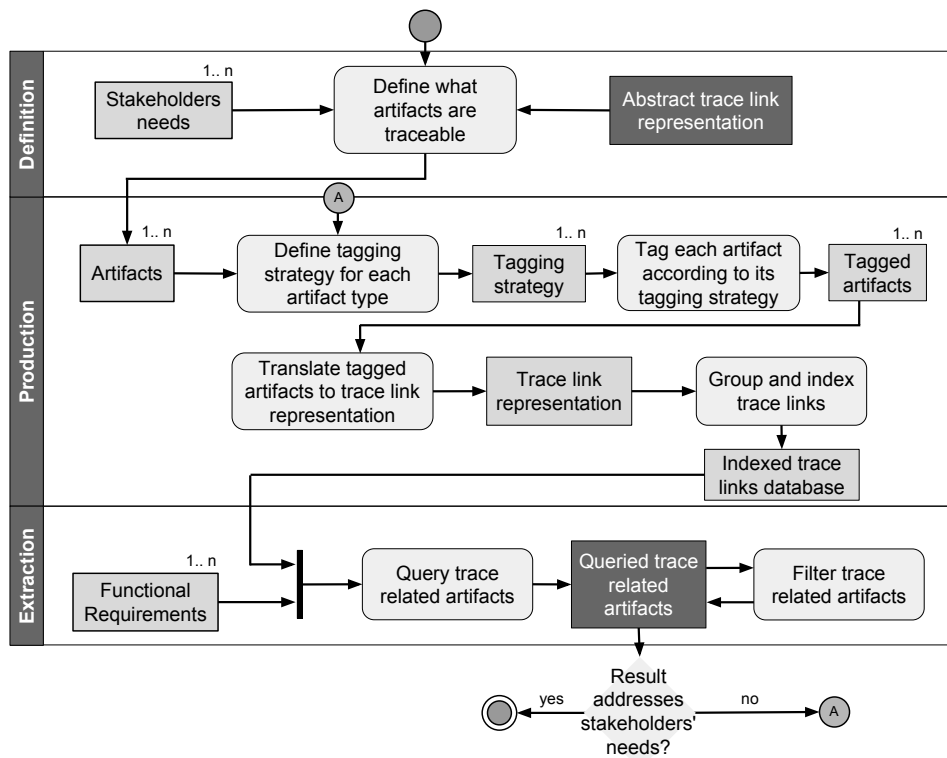 Definition
1.. n
Stakeholders
needs
Define what
artifacts are
traceable
Abstract trace link
representation
Production
A
1.. n
Artifacts
Define tagging
strategy for each
artifact type
1.. n
Tagging
strategy
Tag each artifact
according to its
tagging strategy
1.. n
Tagged
artifacts
Translate tagged
artifacts to trace link
representation
Trace link
representation
Group and index
trace links
Indexed trace
links database
Extraction
1.. n
Functional
Requirements
Query trace
related artifacts
Queried trace
related
artifacts
Filter trace
related artifacts
Result
addresses
stakeholders'
needs?
yes
no
A